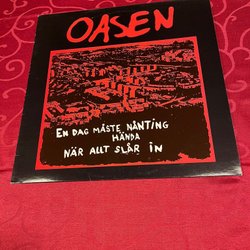 OASEN
EN DAG MÅSTE NÅNTING
HÄNDA
NÄR ALLT SLÅR IN